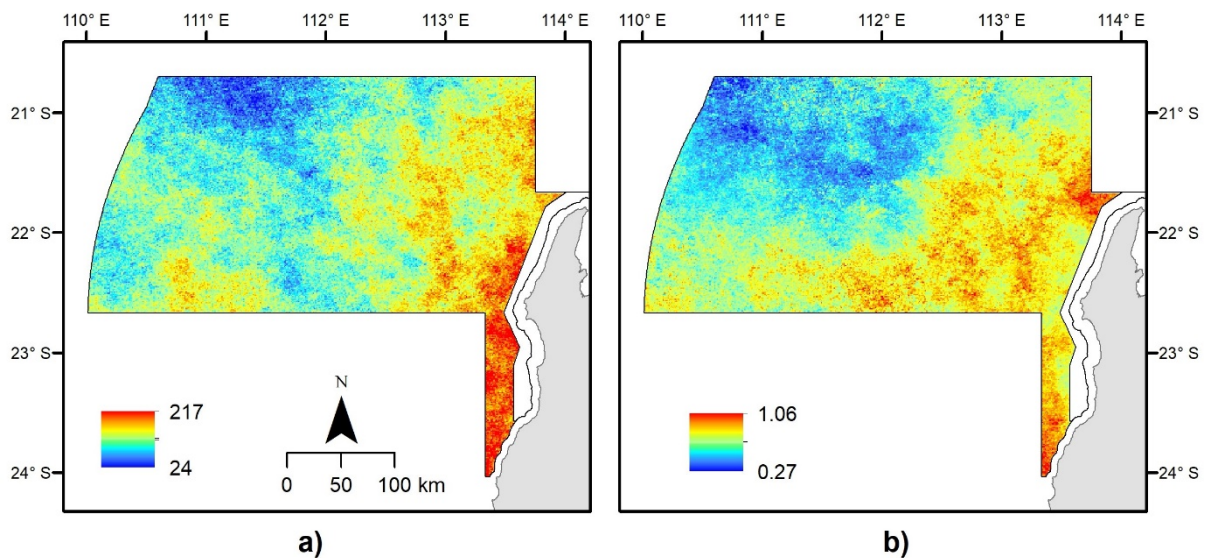 110° E 111° E 112° E 113° E 114° E 110° E 111° E 112° E 113° E 114° E
21° S 21° S
22° S 22° S
23° S 23° S
24° S 24° S
217
24
N
0 50 100 km
1.06
0.27
a) b)